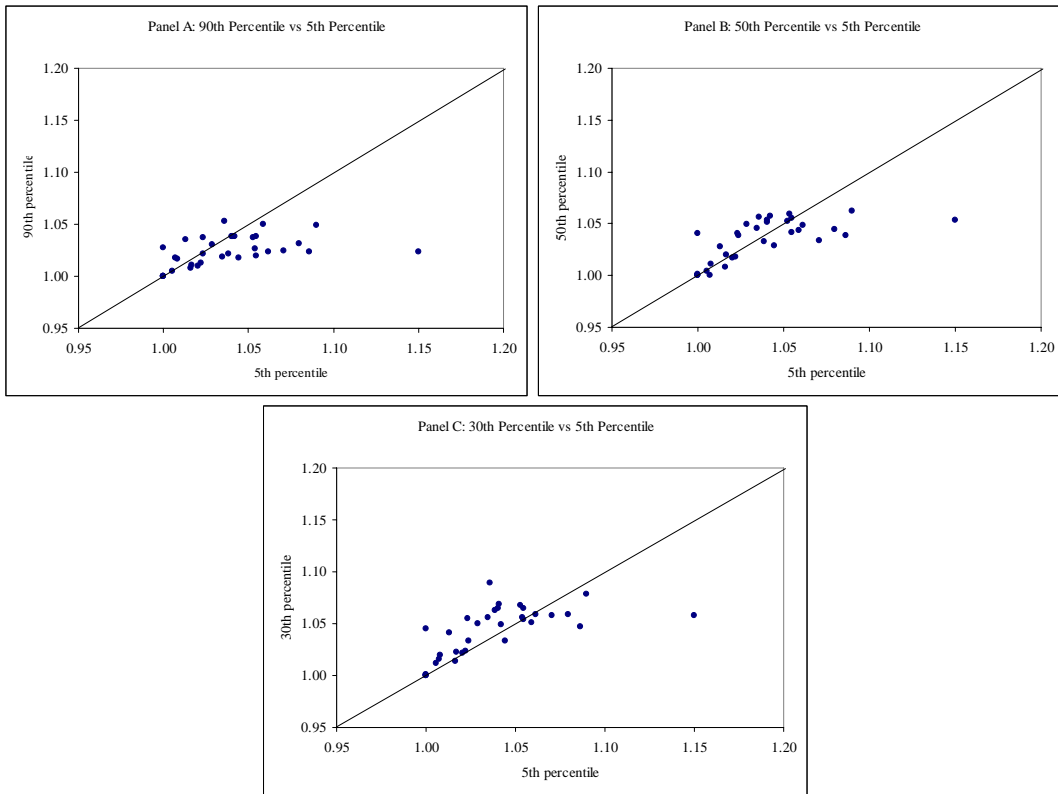 Panel A: 90th Percentile vs 5th Percentile
1.20
1.15
1.10
1.05
1.00
0.95
90th percentile
0.95 1.00 1.05 1.10 1.15 1.20
5th percentile
Panel B: 50th Percentile vs 5th Percentile
1.20
1.15
1.10
1.05
1.00
0.95
50th percentile
0.95 1.00 1.05 1.10 1.15 1.20
5th percentile
Panel C: 30th Percentile vs 5th Percentile
1.20
1.15
1.10
1.05
1.00
0.95
30th percentile
0.95 1.00 1.05 1.10 1.15 1.20
5th percentile